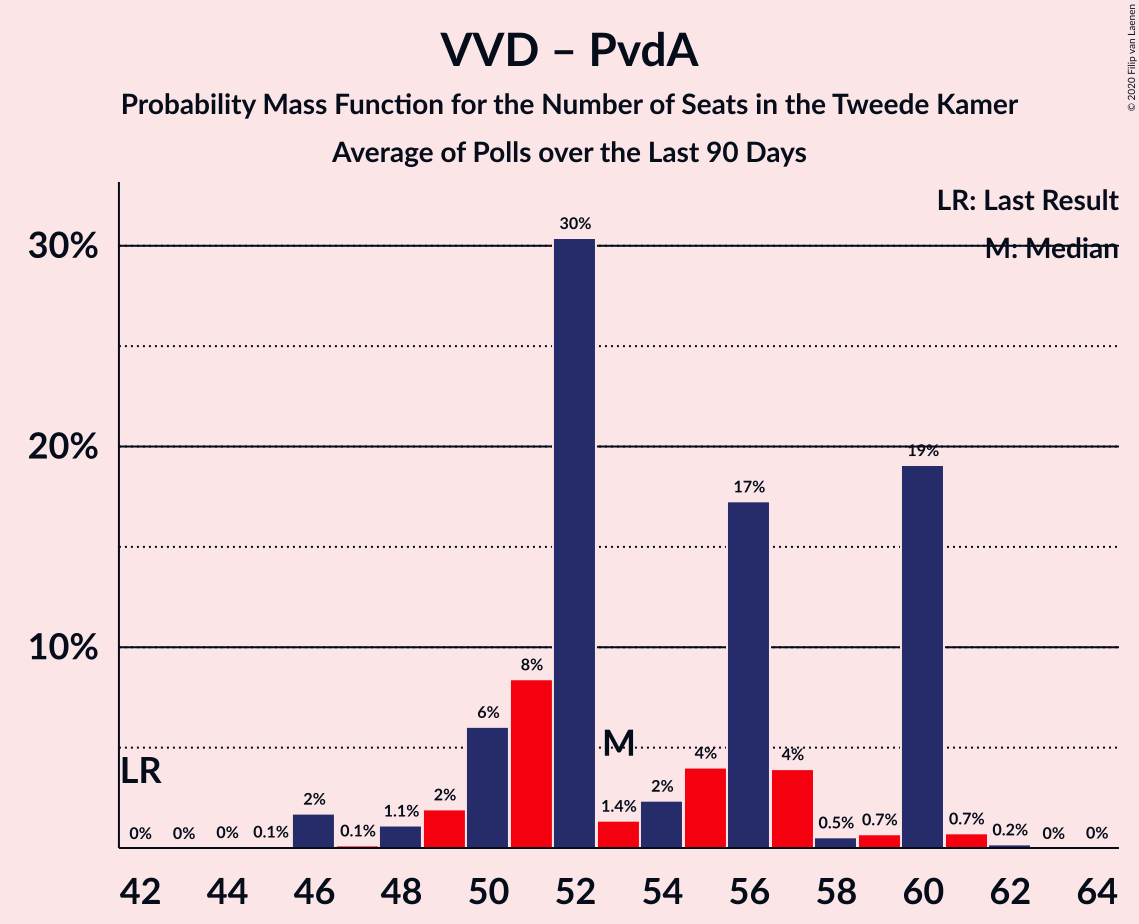 VVD – PvdA
Probability Mass Function for the Number of Seats in the Tweede Kamer
Average of Polls over the Last 90 Days
© 2020 Filip van Laenen
LR: Last Result
M: Median
30%
20%
10%
LR
M
0% 0% 0% 0.1% 2% 0.1% 1.1% 2% 6% 8% 30% 1.4% 2% 4% 17% 4% 0.5% 0.7% 19% 0.7% 0.2% 0% 0%
42 44 46 48 50 52 54 56 58 60 62 64